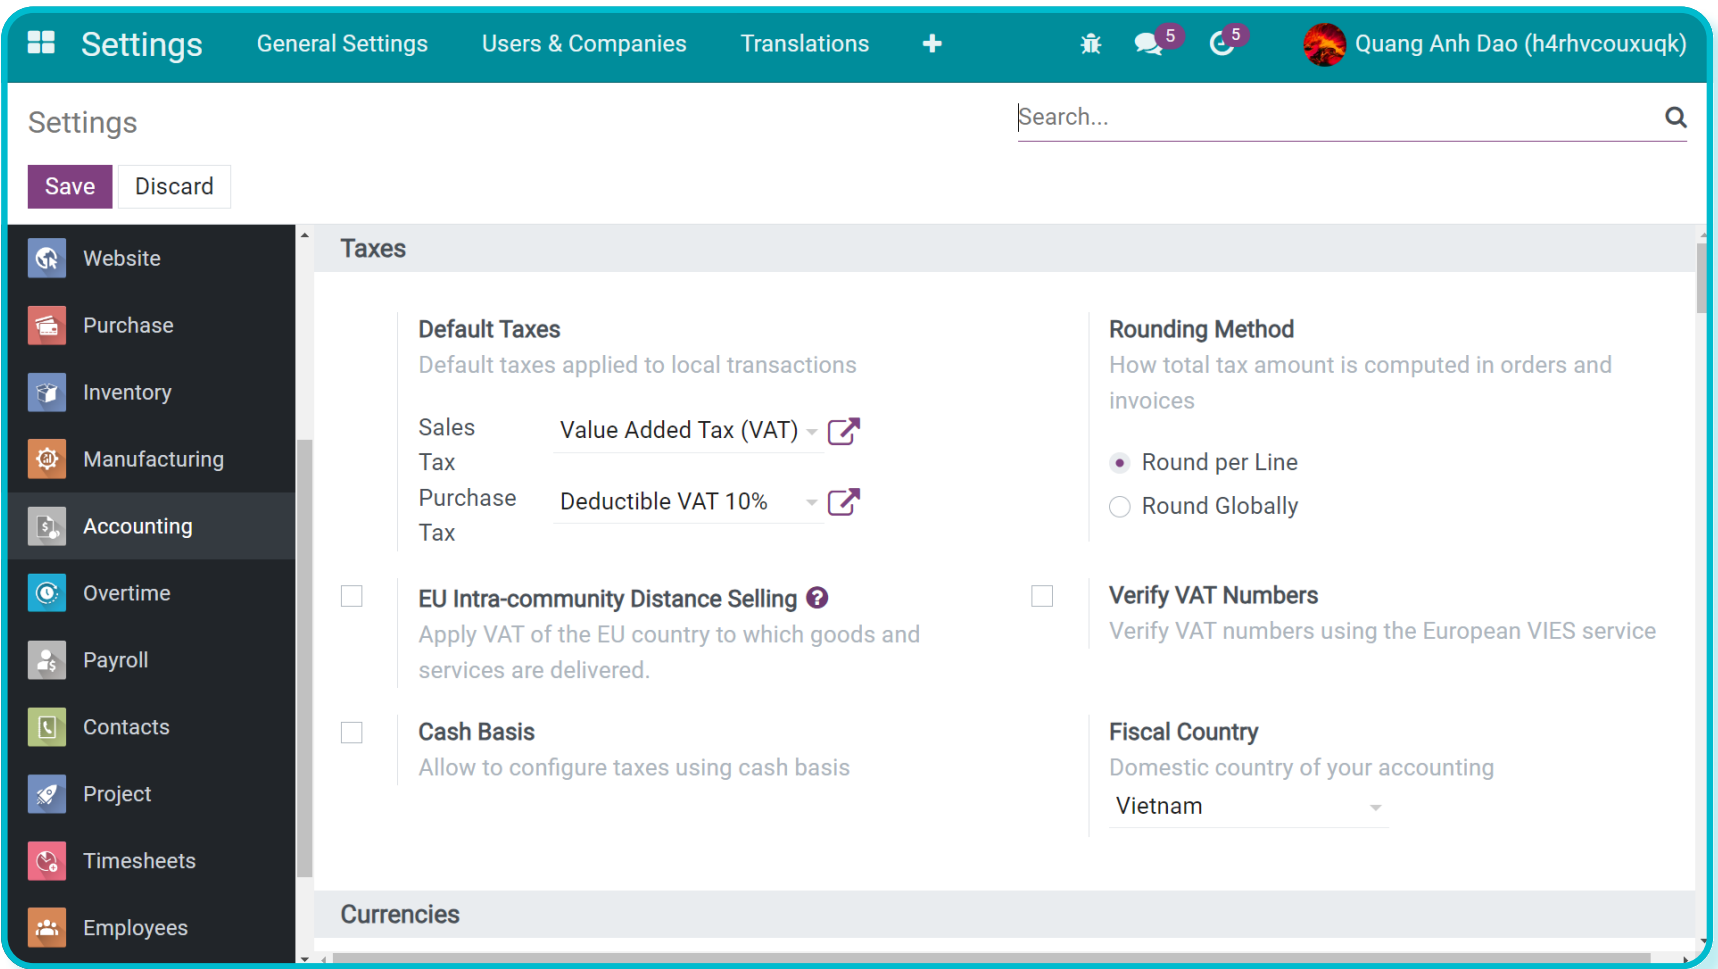 Settings
General Settings
Users & Companies
Translations
5
5
Quang Anh Dao (h4rhvcouxuqk)
Settings
Search...
Save
Discard
Website
Purchase
Inventory
Manufacturing
Accounting
Overtime
Payroll
Contacts
Project
Timesheets
Employees
Taxes
Default Taxes
Default taxes applied to local transactions
Sales
Tax
Value Added Tax (VAT)
Purchase
Tax
Deductible VAT 10%
Rounding Method
How total tax amount is computed in orders and
invoices
Round per Line
Round Globally
EU Intra-community Distance Selling ?
Apply VAT of the EU country to which goods and
services are delivered.
Verify VAT Numbers
Verify VAT numbers using the European VIES service
Cash Basis
Allow to configure taxes using cash basis
Fiscal Country
Domestic country of your accounting
Vietnam
Currencies